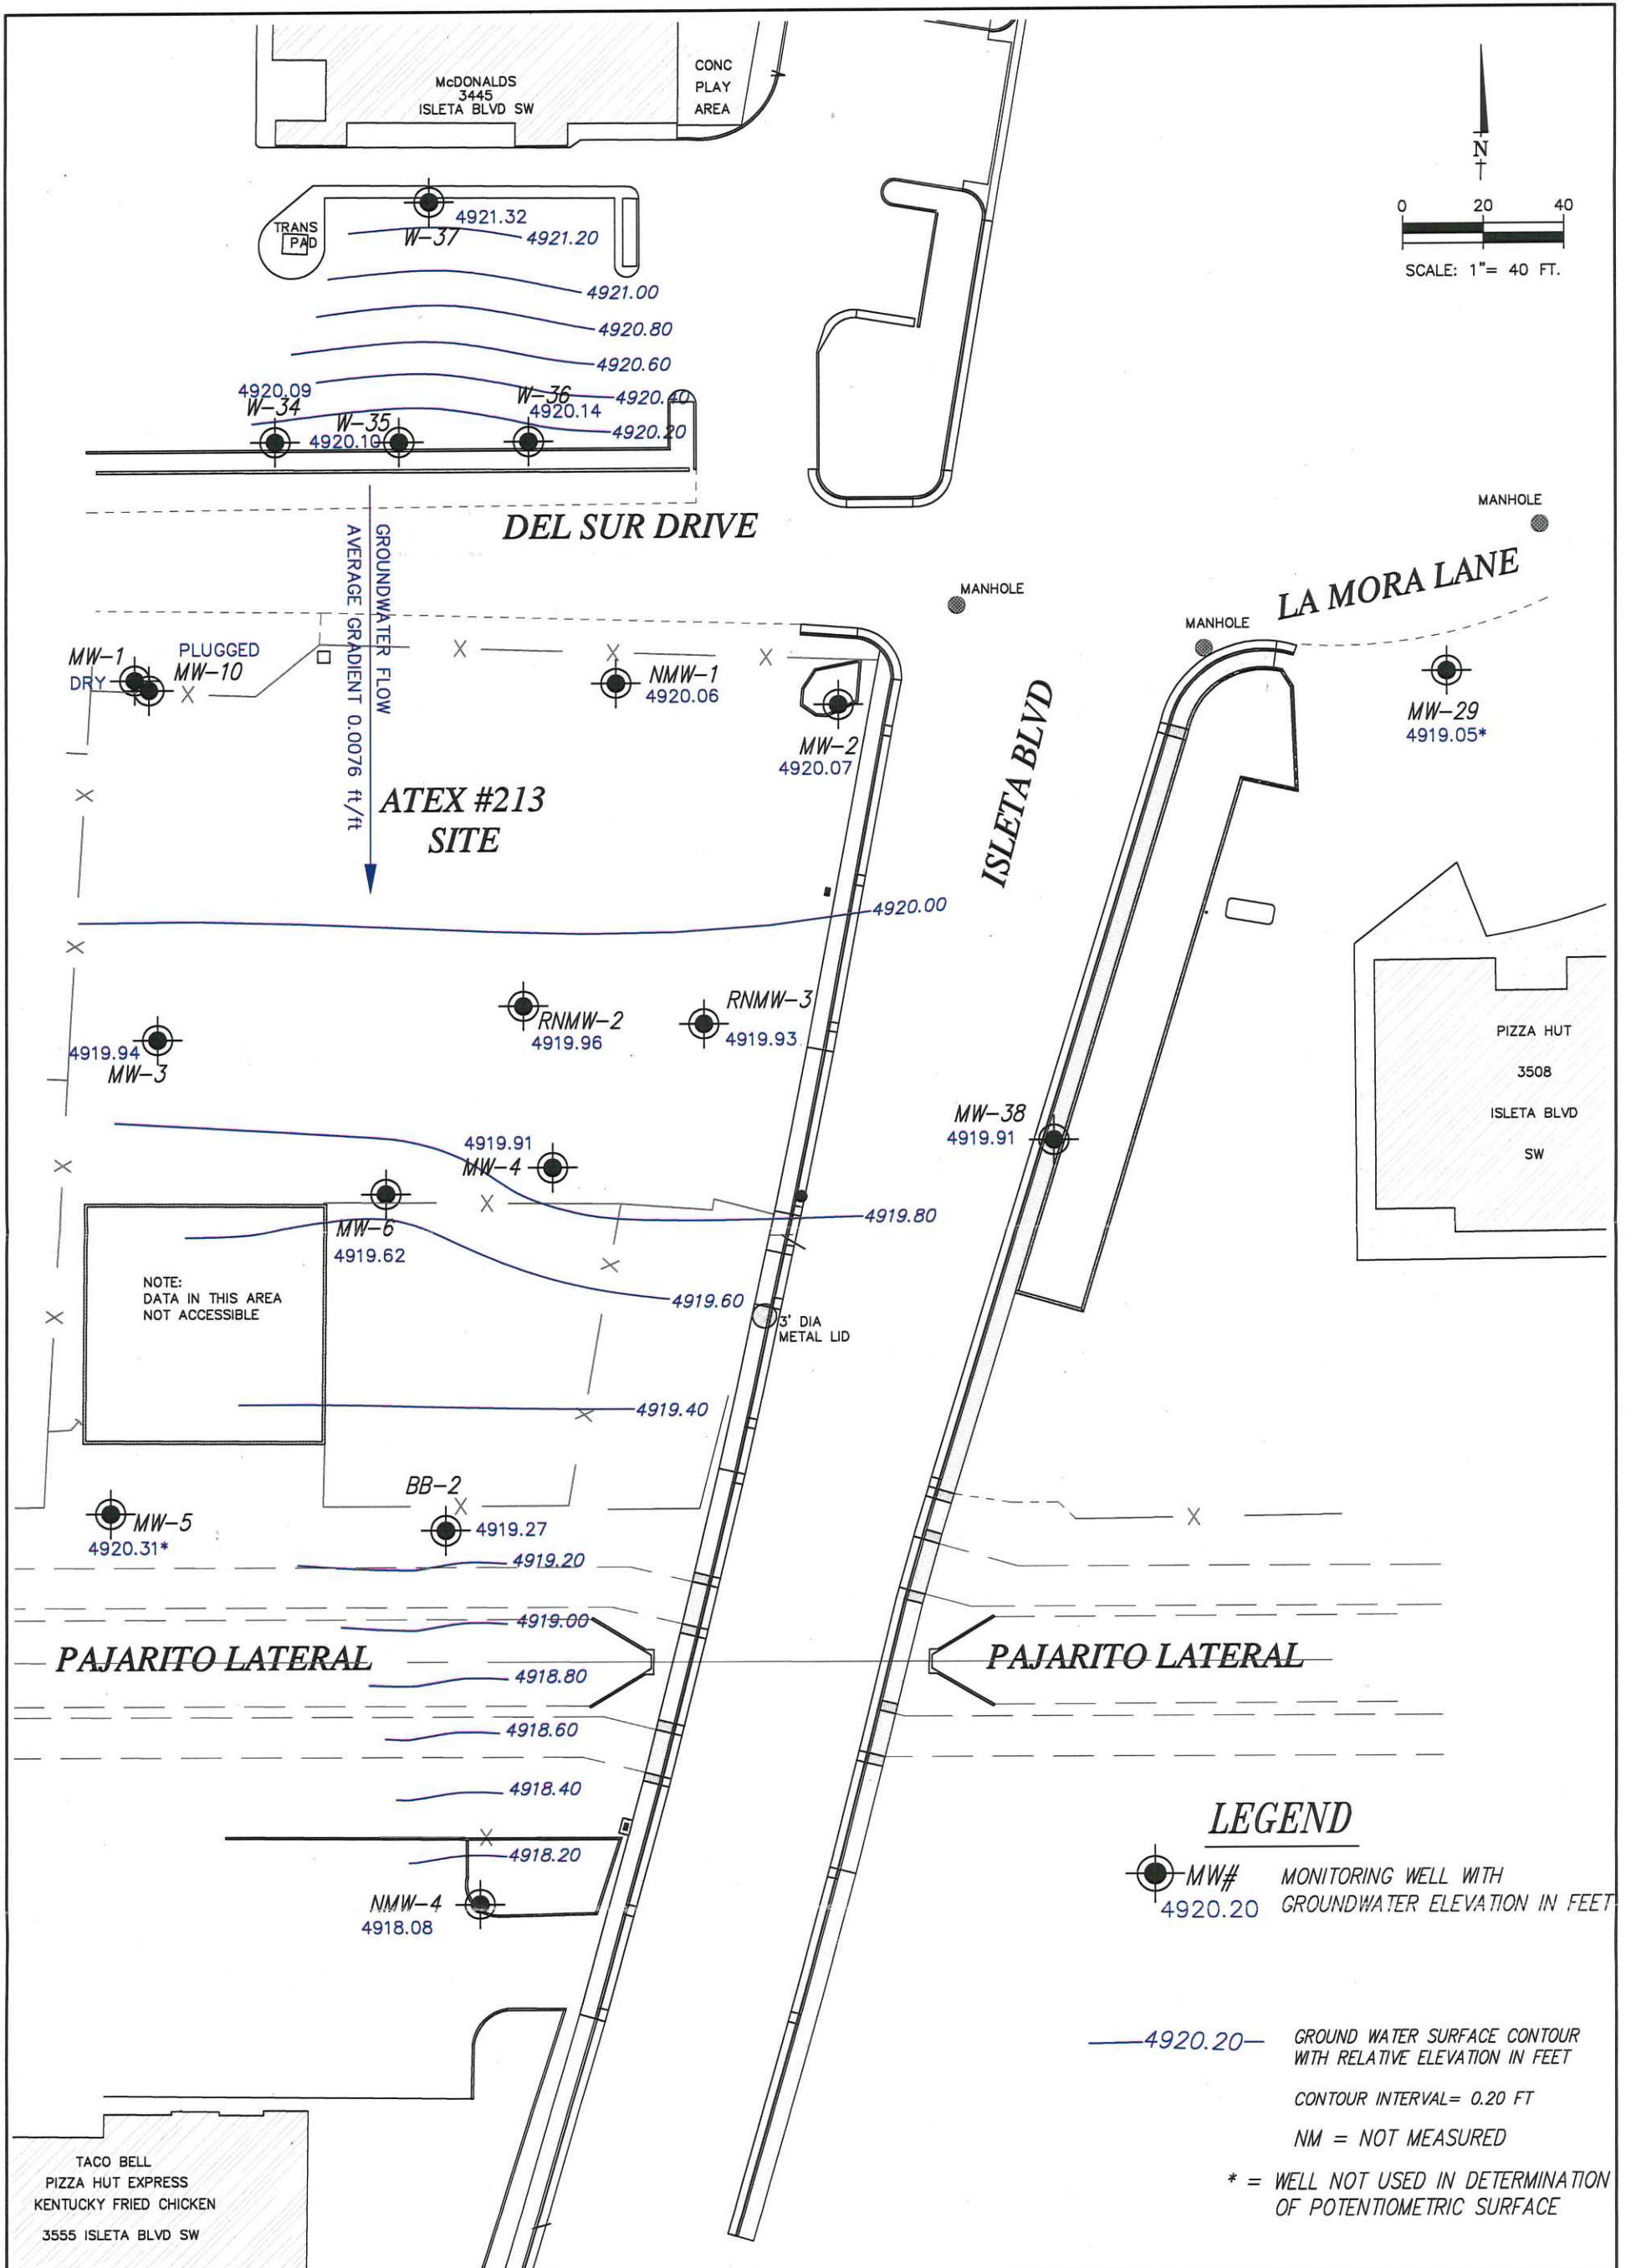 McDONALDS
3445
ISLETA BLVD SW
CONC
PLAY
AREA
N
0 20 40
SCALE: 1"= 40 FT.
TRANS
PAD
4921.32
W-37
4921.20
4921.00
4920.80
4920.60
4920.40
4920.20
4920.09
W-34
W-35
4920.10
W-36
4920.14
DEL SUR DRIVE
MANHOLE
MANHOLE
MANHOLE
LA MORA LANE
GROUNDWATER FLOW
AVERAGE GRADIENT 0.0076 ft/ft
MW-1
DRY
PLUGGED
MW-10
NMW-1
4920.06
MW-2
4920.07
MW-29
4919.05*
ISLETA BLVD
ATEX #213
SITE
4920.00
RNMW-2
4919.96
RNMW-3
4919.93
4919.94
MW-3
PIZZA HUT
3508
ISLETA BLVD
SW
MW-38
4919.91
4919.91
MW-4
4919.80
MW-6
4919.62
4919.60
NOTE:
DATA IN THIS AREA
NOT ACCESSIBLE
3' DIA
METAL LID
4919.40
BB-2
4919.27
MW-5
4920.31*
4919.20
4919.00
PAJARITO LATERAL
PAJARITO LATERAL
4918.80
4918.60
4918.40
4918.20
NMW-4
4918.08
LEGEND
MW#
4920.20
MONITORING WELL WITH
GROUNDWATER ELEVATION IN FEET
4920.20
GROUND WATER SURFACE CONTOUR
WITH RELATIVE ELEVATION IN FEET
CONTOUR INTERVAL= 0.20 FT
NM = NOT MEASURED
* = WELL NOT USED IN DETERMINATION
OF POTENTIOMETRIC SURFACE
TACO BELL
PIZZA HUT EXPRESS
KENTUCKY FRIED CHICKEN
3555 ISLETA BLVD SW